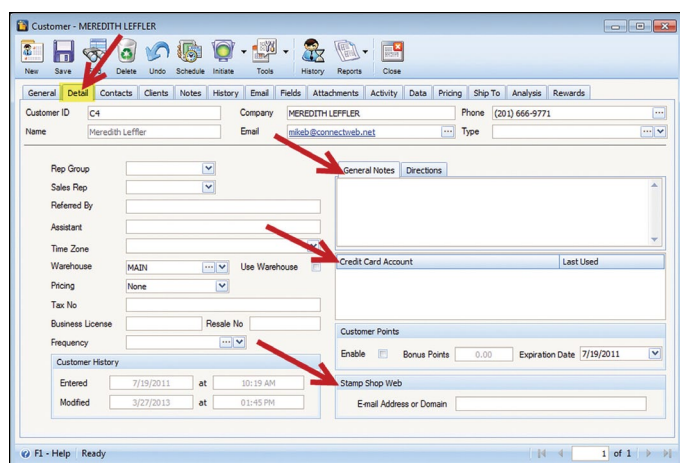 Customer - MEREDITH LEFFLER
New Save Delete Undo Schedule Initiate Tools History Reports Close
General Detail Contacts Clients Notes History Email Fields Attachments Activity Data Pricing Ship To Analysis Rewards
Customer ID C4 Company MEREDITH LEFFLER Phone (201) 666-9771
Name Meredith Leffler Email mikeb@connectweb.net Type
Rep Group
General Notes Directions
Sales Rep
Referred By
Assistant
Time Zone
Warehouse MAIN Use Warehouse
Credit Card Account Last Used
Pricing None
Tax No
Business License Resale No
Frequency
Customer Points
Enable Bonus Points 0.00 Expiration Date 7/19/2011
Customer History
Entered 7/19/2011 at 10:19 AM
Modified 3/27/2013 at 01:45 PM
Stamp Shop Web
E-mail Address or Domain
F1 - Help Ready 1 of 1